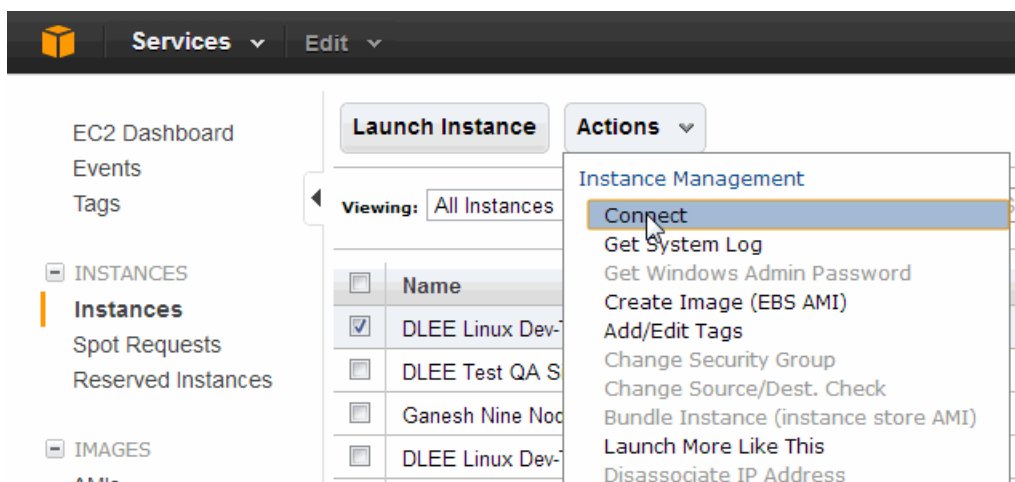 Services Edit
EC2 Dashboard
Events
Tags
INSTANCES
Instances
Spot Requests
Reserved Instances
IMAGES
Launch Instance Actions
Viewing: All Instances
Name
DLEE Linux Dev-
DLEE Test QA
Ganesh Nine
DLEE Linux Dev-
Instance Management
Connect
Get System Log
Get Windows Admin Password
Create Image (EBS AMI)
Add/Edit Tags
Change Security Group
Change Source/Dest. Check
Bundle Instance (instance store AMI)
Launch More Like This
Disassociate IP Address